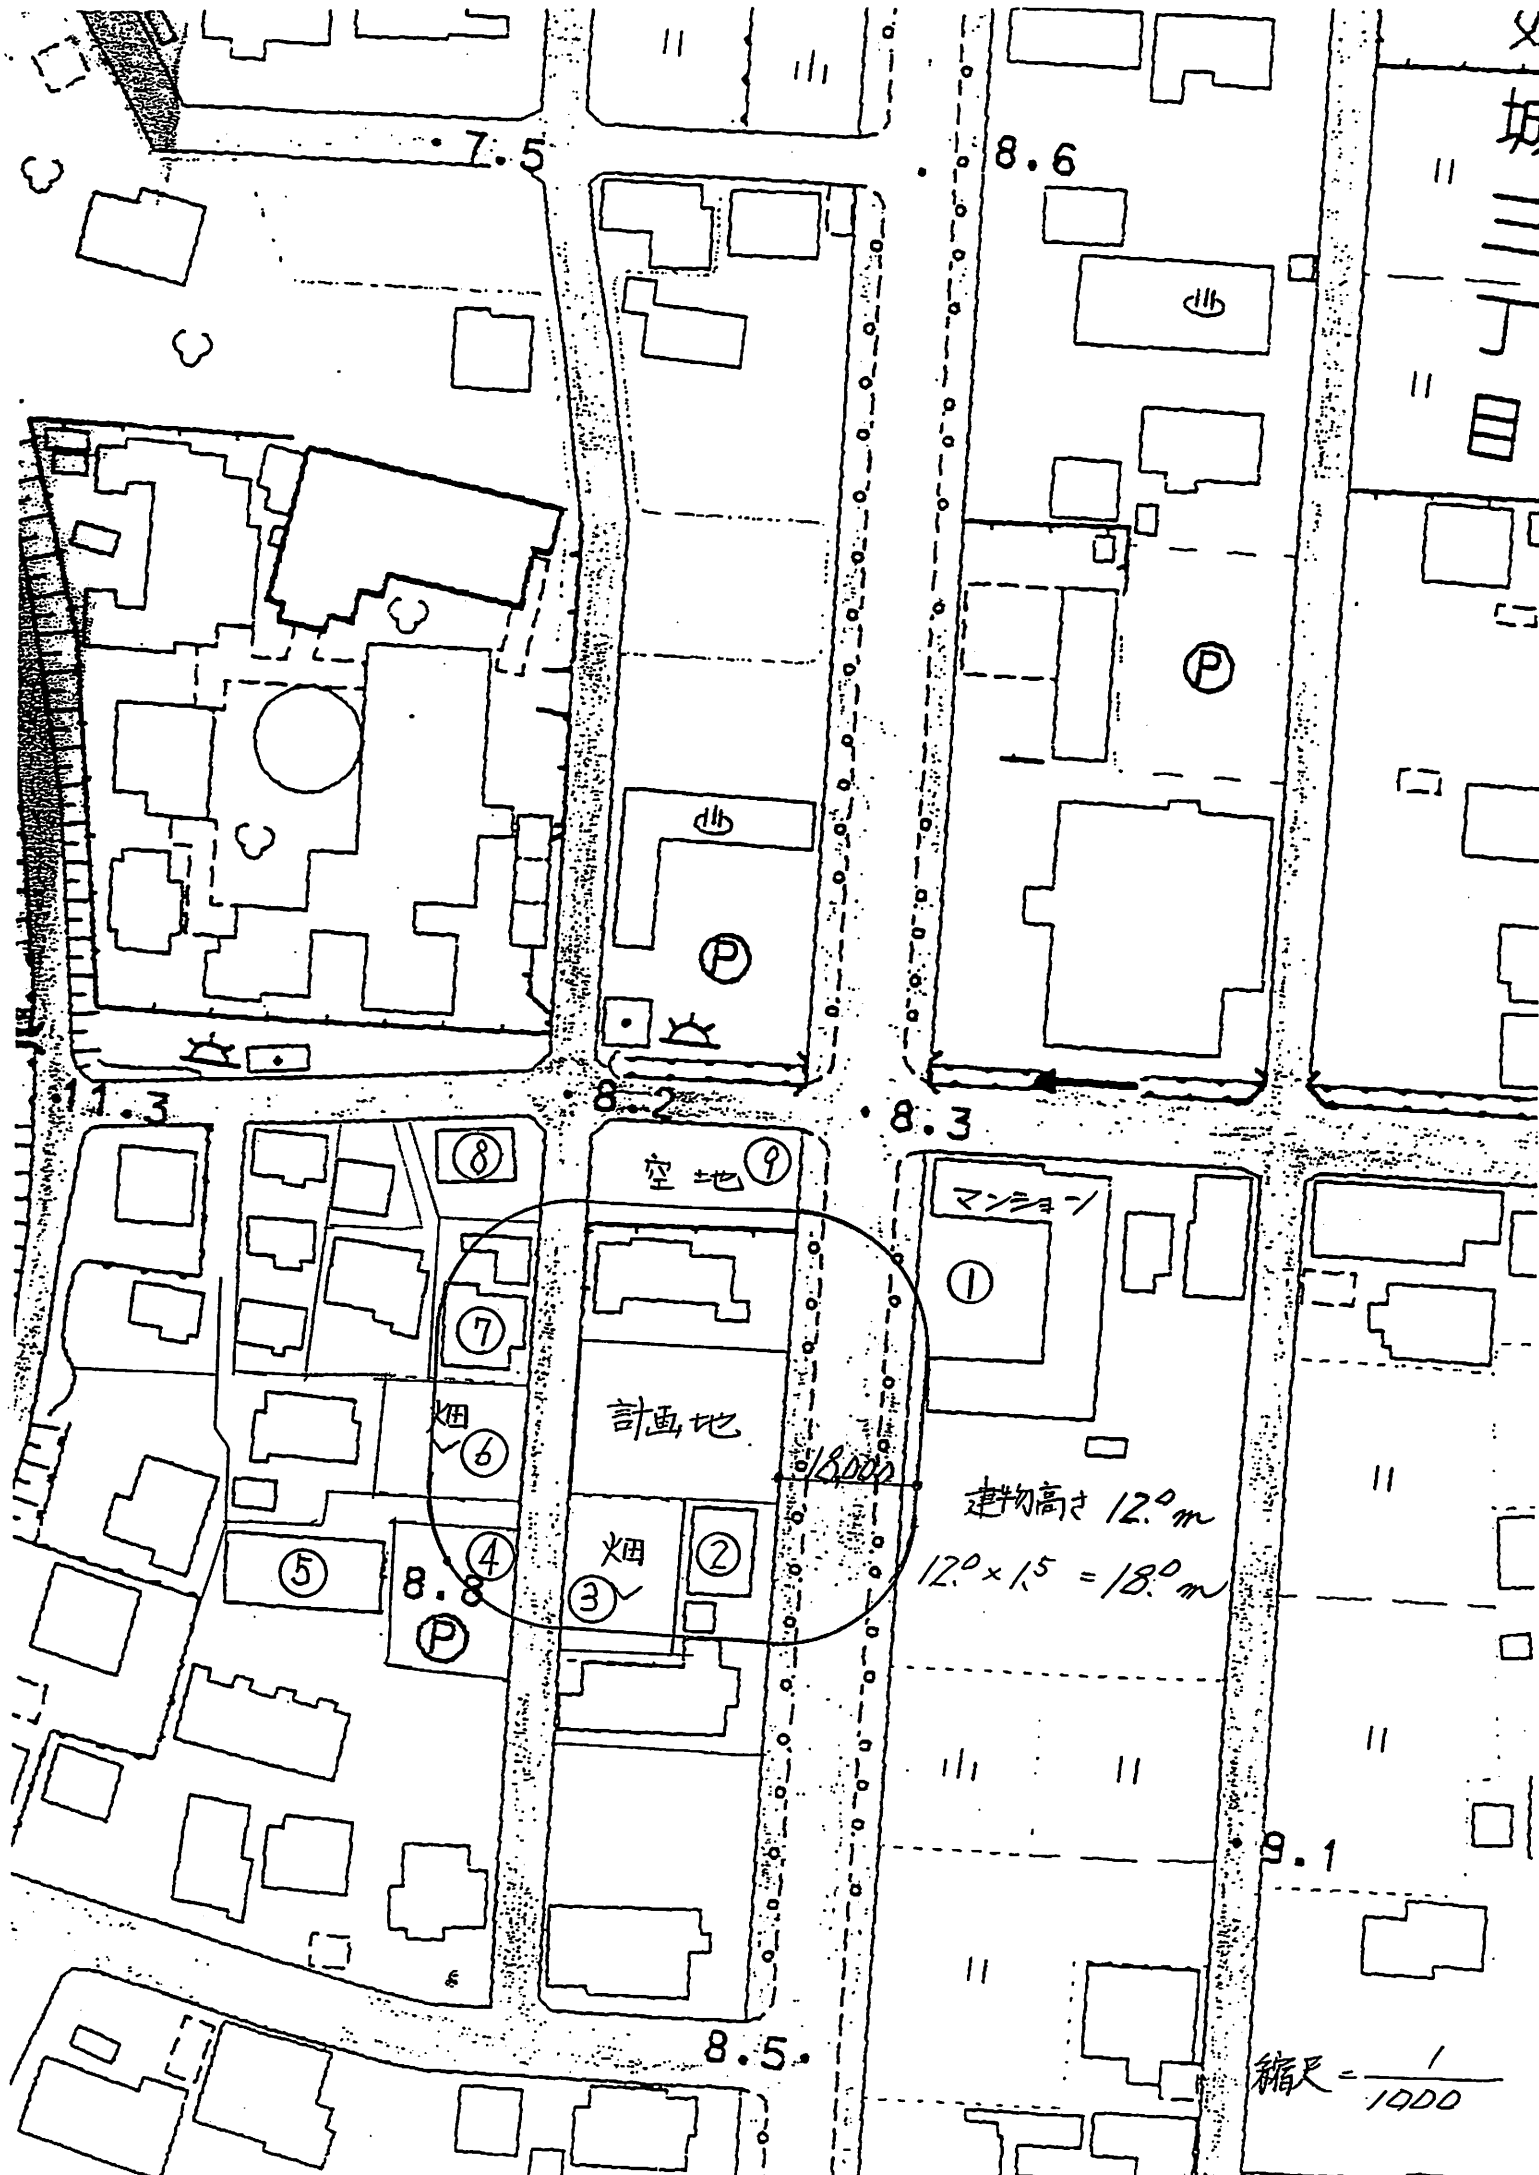 7.5
8.6
城
三
丁
目
P
P
11.3
8.2
8.3
空地 ⑨
⑧
マンション
①
⑦
計画地
畑
⑥
18,000
建物高さ 12.0m
12.0 × 1.5 = 18.0m
畑
②
③
④
⑤
8.8
P
9.1
8.5
縮尺 = 1/1000